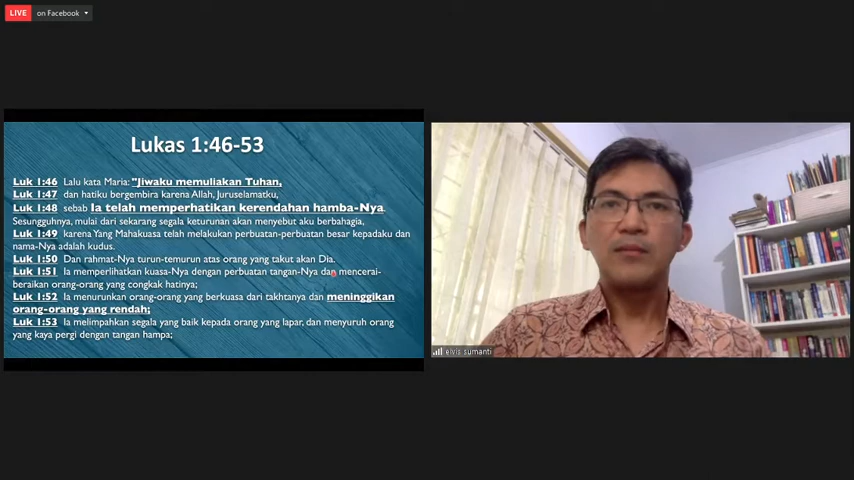 LIVE on Facebook
Lukas 1:46-53
Luk 1:46 Lalu kata Maria: "Jiwaku memuliakan Tuhan,
Luk 1:47 dan hatiku bergembira karena Allah, Juruselamatku,
Luk 1:48 sebab Ia telah memperhatikan kerendahan hamba-Nya.
Sesungguhnya, mulai dari sekarang segala keturunan akan menyebut aku berbahagia,
Luk 1:49 karena Yang Mahakuasa telah melakukan perbuatan-perbuatan besar kepadaku dan
nama-Nya adalah kudus.
Luk 1:50 Dan rahmat-Nya turun-temurun atas orang yang takut akan Dia.
Luk 1:51 Ia memperlihatkan kuasa-Nya dengan perbuatan tangan-Nya dan mencerai-
beraikan orang-orang yang congkak hatinya;
Luk 1:52 Ia menurunkan orang-orang yang berkuasa dari takhtanya dan meninggikan
orang-orang yang rendah;
Luk 1:53 Ia melimpahkan segala yang baik kepada orang yang lapar, dan menyuruh orang
yang kaya pergi dengan tangan hampa;
elvis sumanti